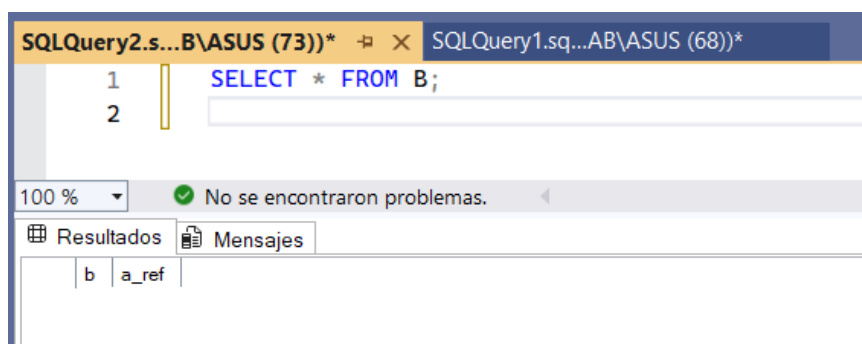 SQLQuery2.s...B\ASUS (73))* SQLQuery1.sq...AB\ASUS (68))*
1 SELECT * FROM B;
2
100 % No se encontraron problemas.
Resultados Mensajes
b a_ref